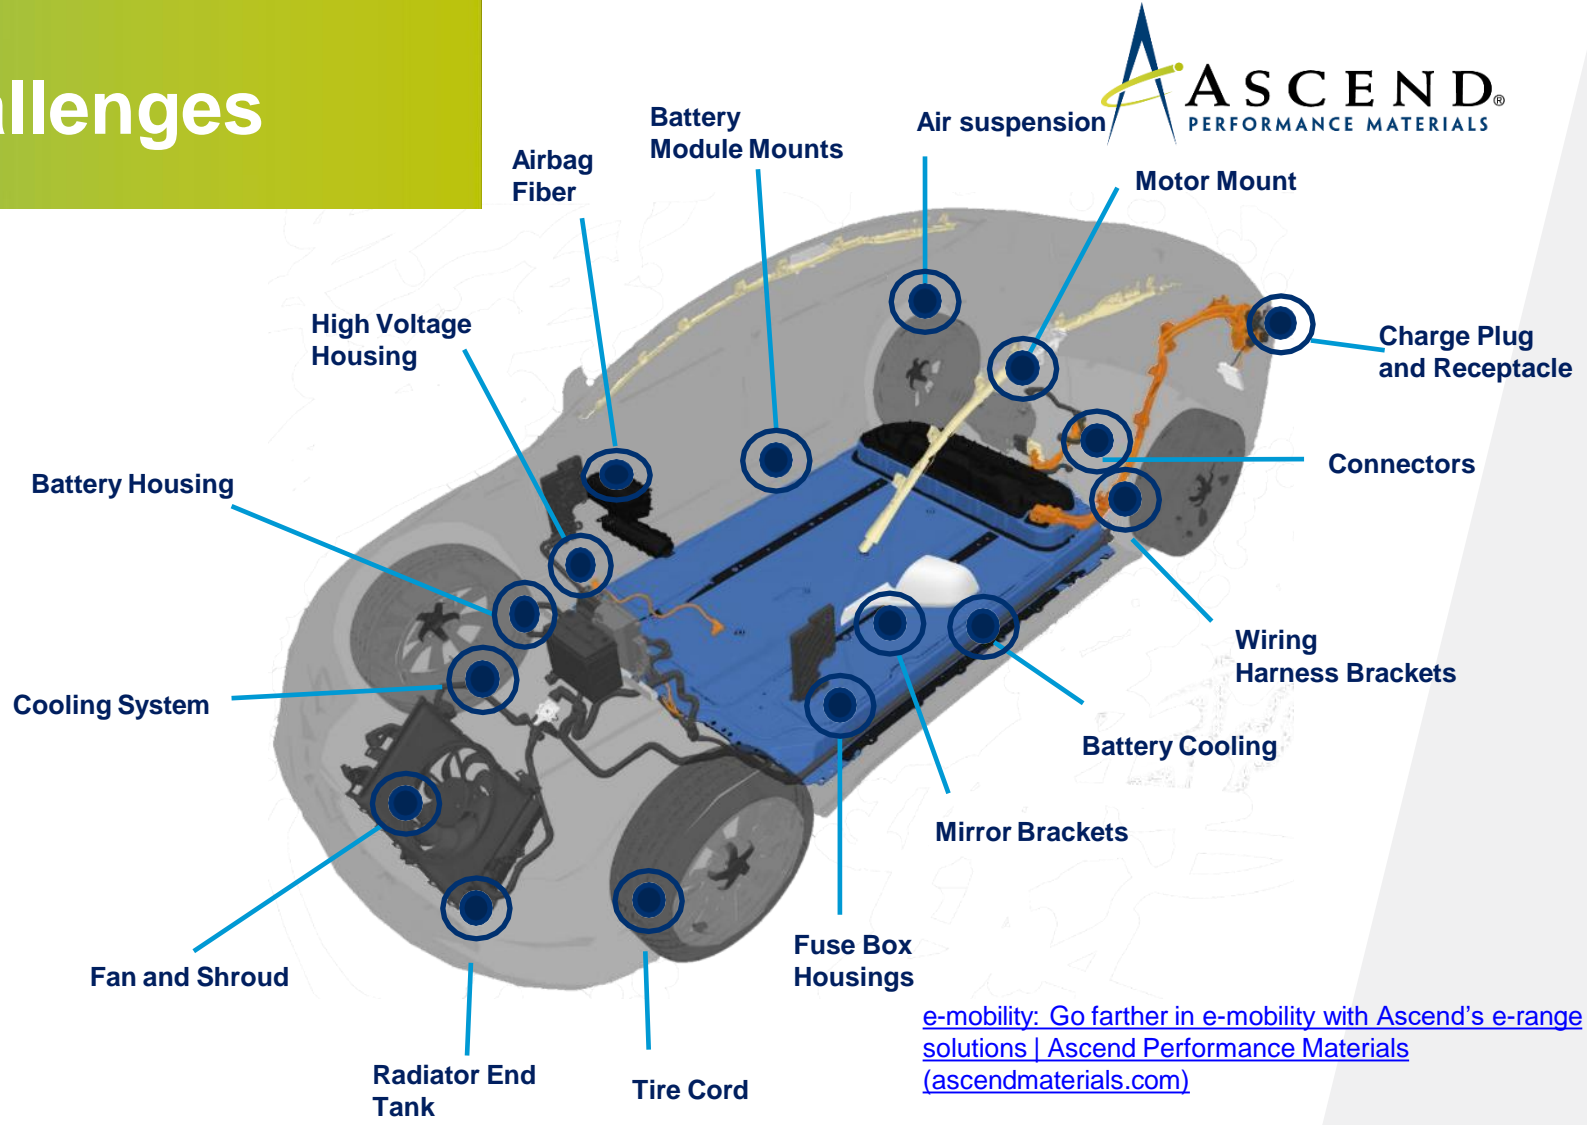 allenges
ASCEND®
PERFORMANCE MATERIALS
Battery
Module Mounts
Air suspension
Airbag
Fiber
Motor Mount
High Voltage
Housing
Charge Plug
and Receptacle
Battery Housing
Connectors
Wiring
Harness Brackets
Cooling System
Battery Cooling
Mirror Brackets
Fuse Box
Housings
Fan and Shroud
Radiator End
Tank
Tire Cord
e-mobility: Go farther in e-mobility with Ascend’s e-range
solutions | Ascend Performance Materials
(ascendmaterials.com)